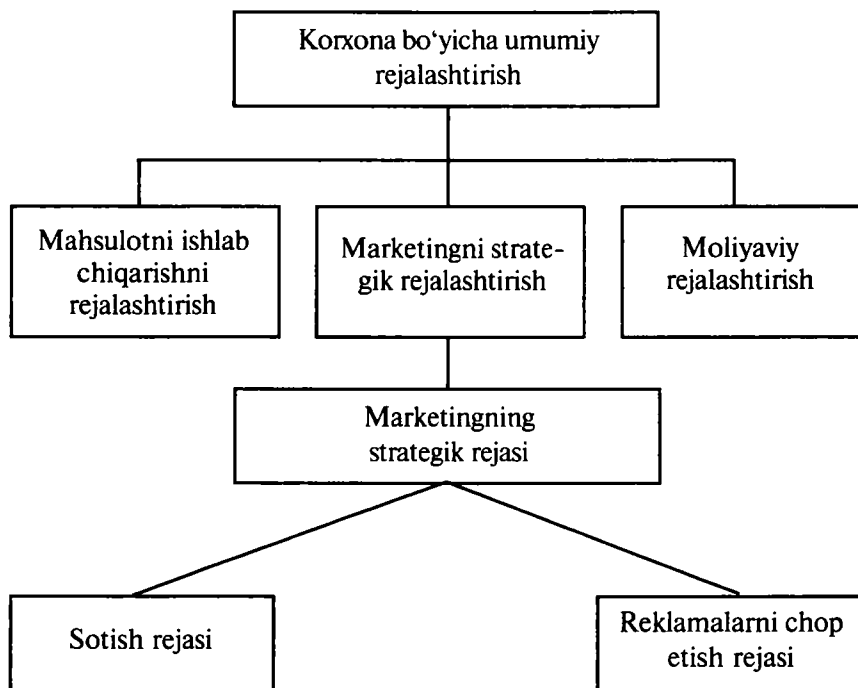 Korxona bo‘yicha umumiy
rejalashtirish
Mahsulotni ishlab
chiqarishni
rejalashtirish
Marketingni strate-
gik rejalashtirish
Moliyaviy
rejalashtirish
Marketingning
strategik rejasi
Sotish rejasi
Reklamalarni chop
etish rejasi